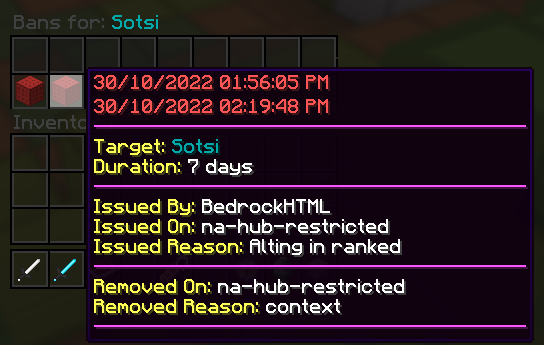 Bans for: Sotsi
30/10/2022 01:56:05 PM
30/10/2022 02:19:48 PM
Invento
Target: Sotsi
Duration: 7 days
Issued By: BedrockHTML
Issued On: na-hub-restricted
Issued Reason: Alting in ranked
Removed On: na-hub-restricted
Removed Reason: context